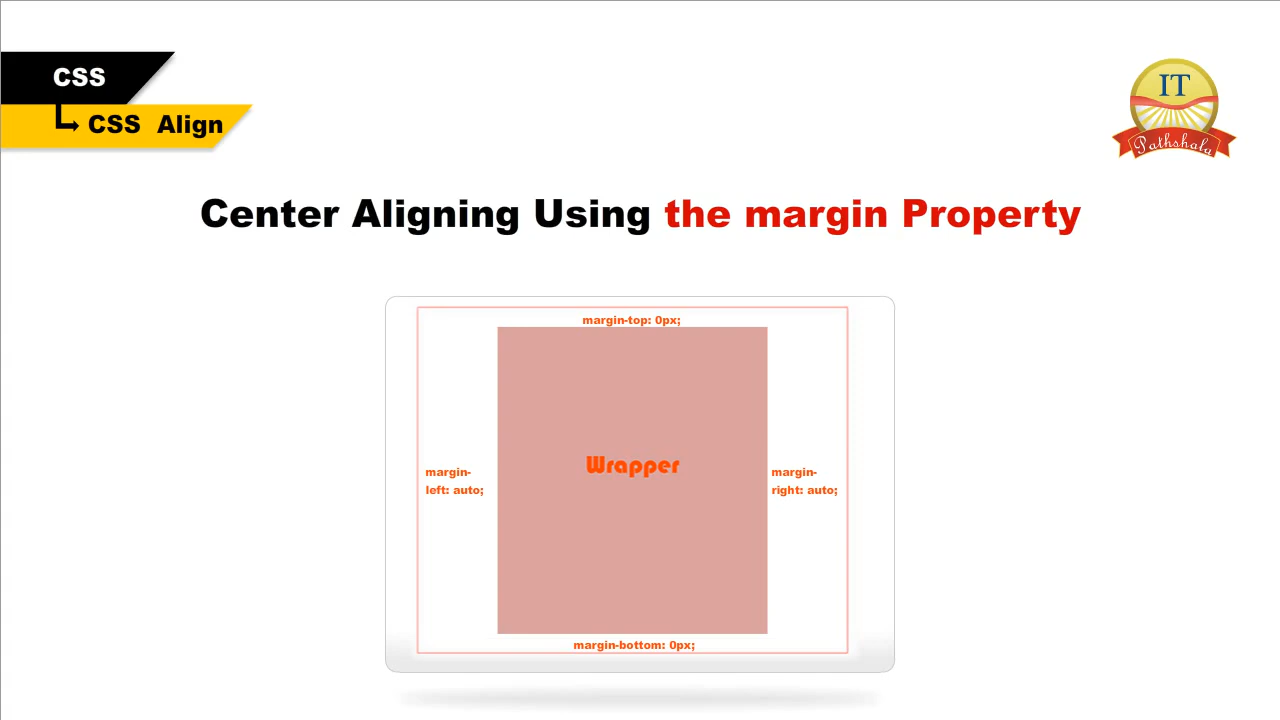 CSS
CSS Align
IT
Pathshala
Center Aligning Using the margin Property
margin-top: 0px;
Wrapper
margin-
left: auto;
margin-
right: auto;
margin-bottom: 0px;